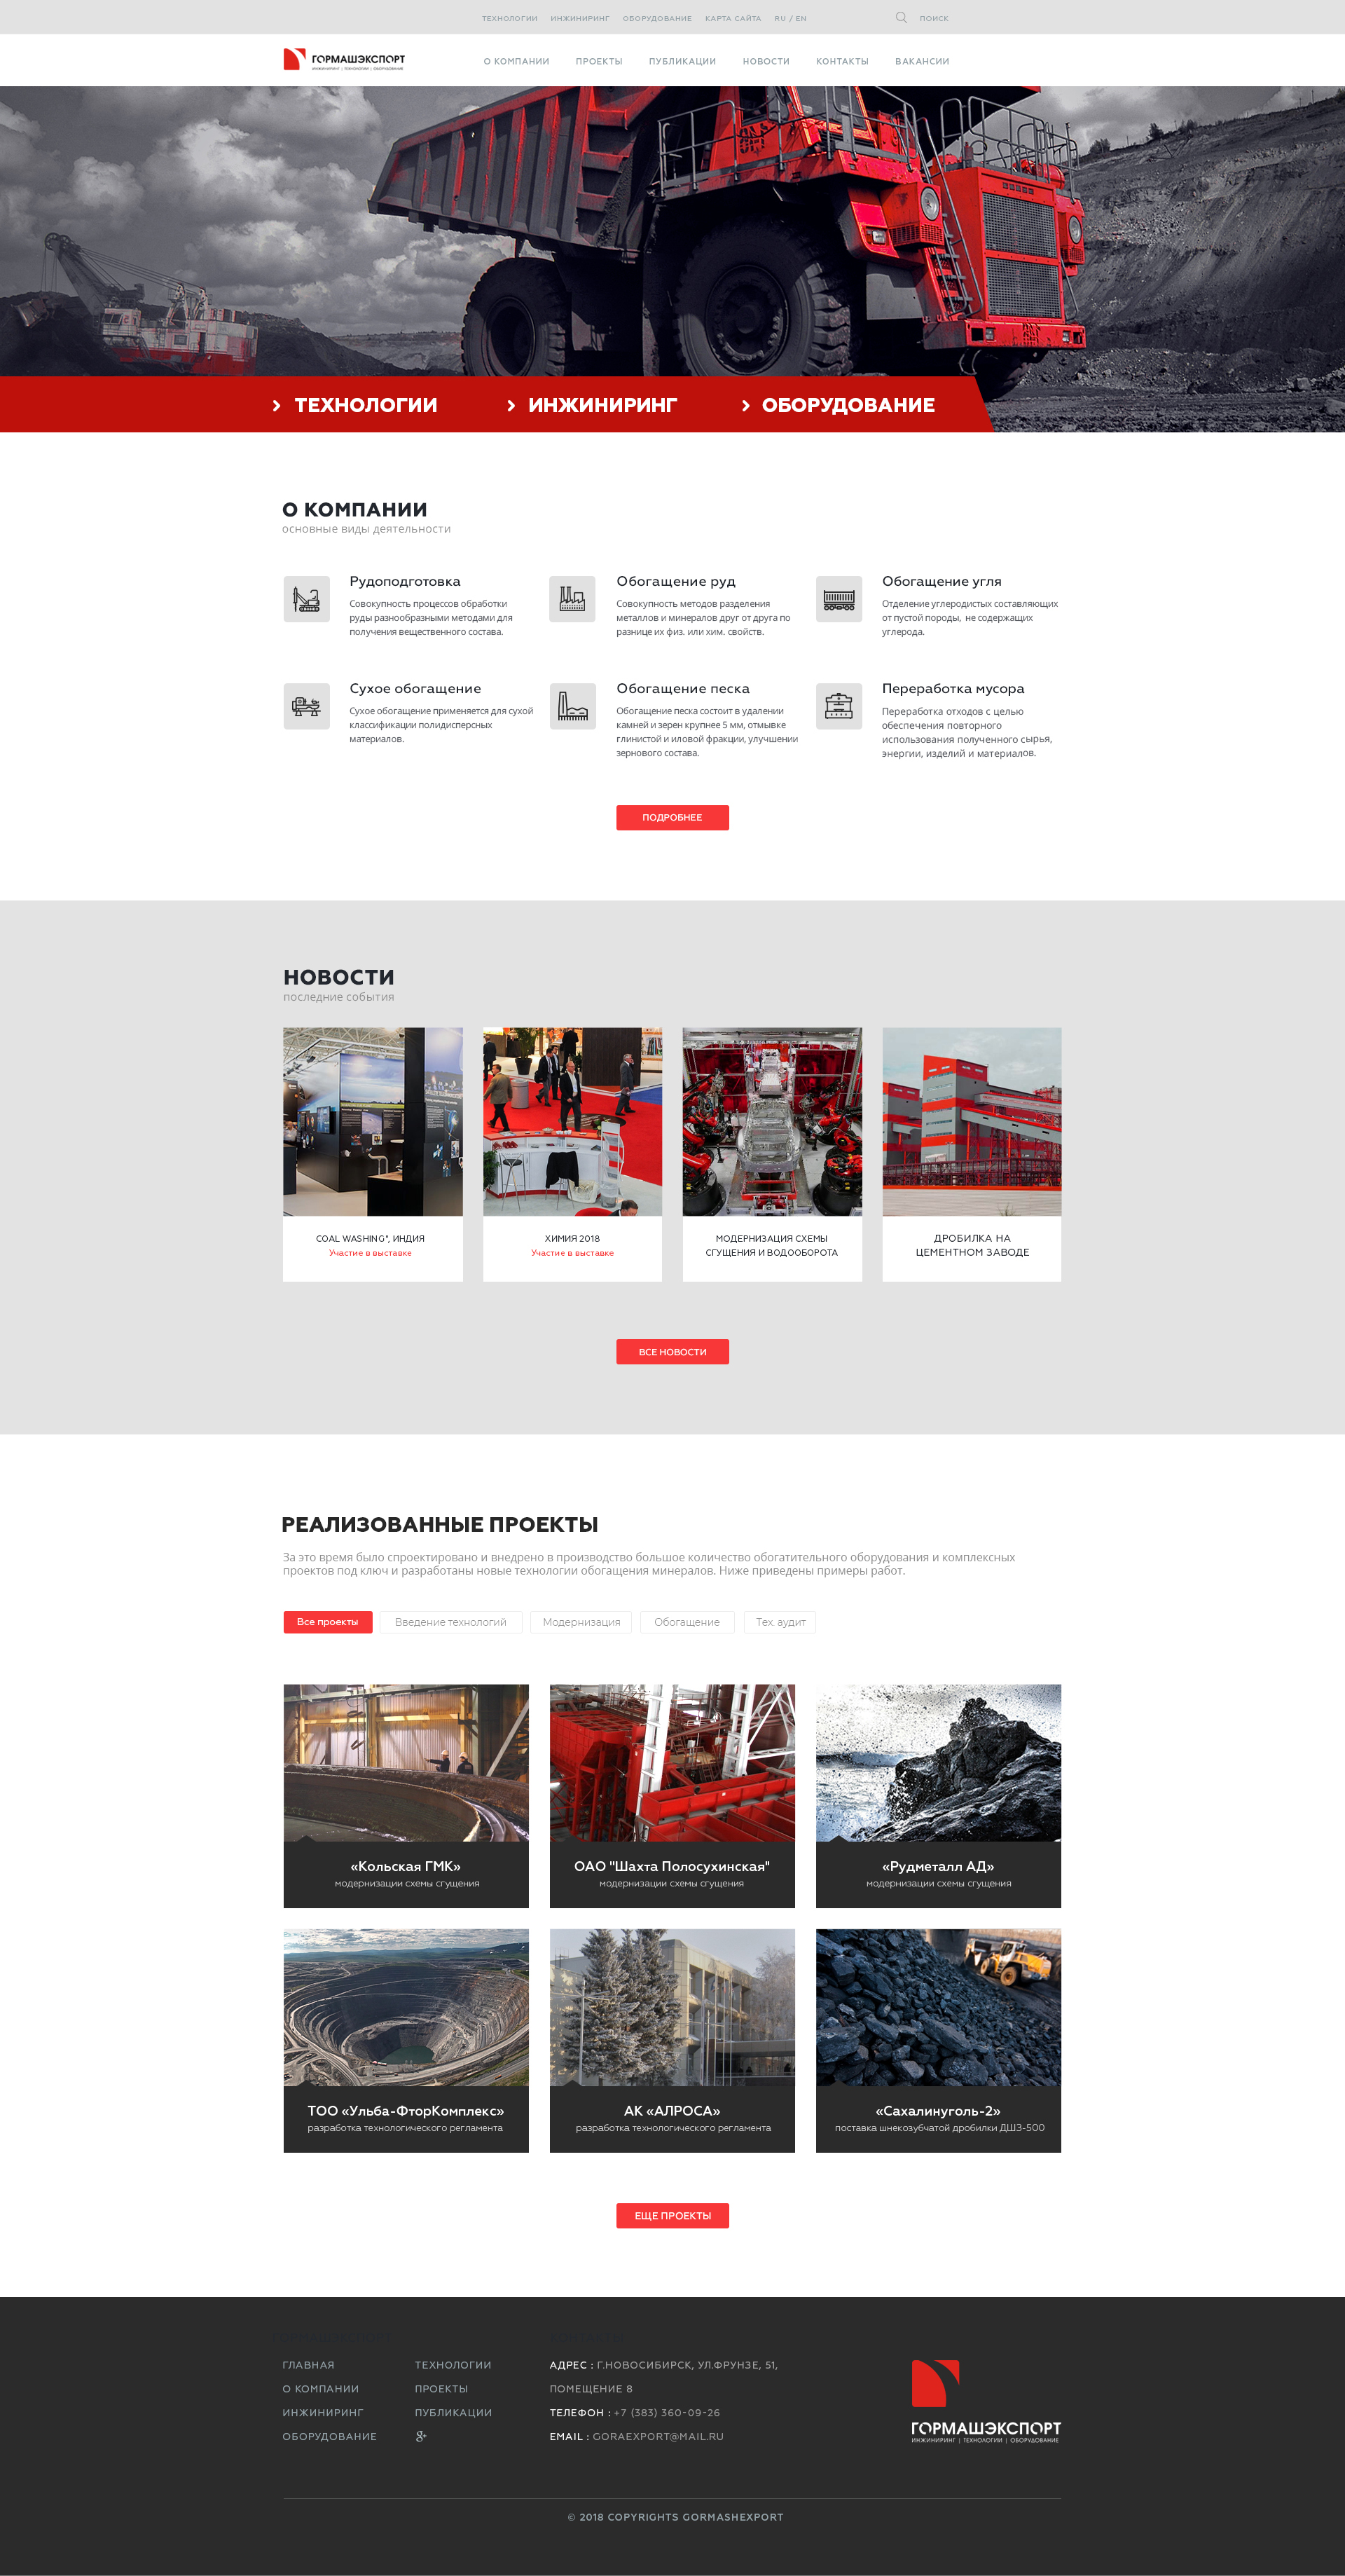 ТЕХНОЛОГИИ ИНЖИНИРИНГ ОБОРУДОВАНИЕ КАРТА САЙТА RU / EN ПОИСК
ГОРМАШЭКСПОРТ
ИНЖИНИРИНГ | ТЕХНОЛОГИИ | ОБОРУДОВАНИЕ
О КОМПАНИИ ПРОЕКТЫ ПУБЛИКАЦИИ НОВОСТИ КОНТАКТЫ ВАКАНСИИ
ТЕХНОЛОГИИ ИНЖИНИРИНГ ОБОРУДОВАНИЕ
О КОМПАНИИ
основные виды деятельности
Рудоподготовка
Совокупность процессов обработки
руды разнообразными методами для
получения вещественного состава.
Обогащение руд
Совокупность методов разделения
металлов и минералов друг от друга по
разнице их физ. или хим. свойств.
Обогащение угля
Отделение углеродистых составляющих
от пустой породы, не содержащих
углерода.
Сухое обогащение
Сухое обогащение применяется для сухой
классификации полидисперсных
материалов.
Обогащение песка
Обогащение песка состоит в удалении
камней и зерен крупнее 5 мм, отмывке
глинистой и иловой фракции, улучшении
зернового состава.
Переработка мусора
Переработка отходов с целью
обеспечения повторного
использования полученного сырья,
энергии, изделий и материалов.
ПОДРОБНЕЕ
НОВОСТИ
последние события
COAL WASHING", ИНДИЯ
Участие в выставке
ХИМИЯ 2018
Участие в выставке
МОДЕРНИЗАЦИЯ СХЕМЫ
СГУЩЕНИЯ И ВОДООБОРОТА
ДРОБИЛКА НА
ЦЕМЕНТНОМ ЗАВОДЕ
ВСЕ НОВОСТИ
РЕАЛИЗОВАННЫЕ ПРОЕКТЫ
За это время было спроектировано и внедрено в производство большое количество обогатительного оборудования и комплексных
проектов под ключ и разработаны новые технологии обогащения минералов. Ниже приведены примеры работ.
Все проекты Введение технологий Модернизация Обогащение Тех. аудит
«Кольская ГМК»
модернизации схемы сгущения
ОАО "Шахта Полосухинская"
модернизации схемы сгущения
«Рудметалл АД»
модернизации схемы сгущения
ТОО «Ульба-ФторКомплекс»
разработка технологического регламента
АК «АЛРОСА»
разработка технологического регламента
«Сахалинуголь-2»
поставка шнекозубчатой дробилки ДШЗ-500
ЕЩЕ ПРОЕКТЫ
ГЛАВНАЯ
О КОМПАНИИ
ИНЖИНИРИНГ
ОБОРУДОВАНИЕ
ТЕХНОЛОГИИ
ПРОЕКТЫ
ПУБЛИКАЦИИ
g+
АДРЕС : Г.НОВОСИБИРСК, УЛ.ФРУНЗЕ, 51,
ПОМЕЩЕНИЕ 8
ТЕЛЕФОН : +7 (383) 360-09-26
EMAIL : GORAEXPORT@MAIL.RU
ГОРМАШЭКСПОРТ
ИНЖИНИРИНГ | ТЕХНОЛОГИИ | ОБОРУДОВАНИЕ
© 2018 COPYRIGHTS GORMASHEXPORT